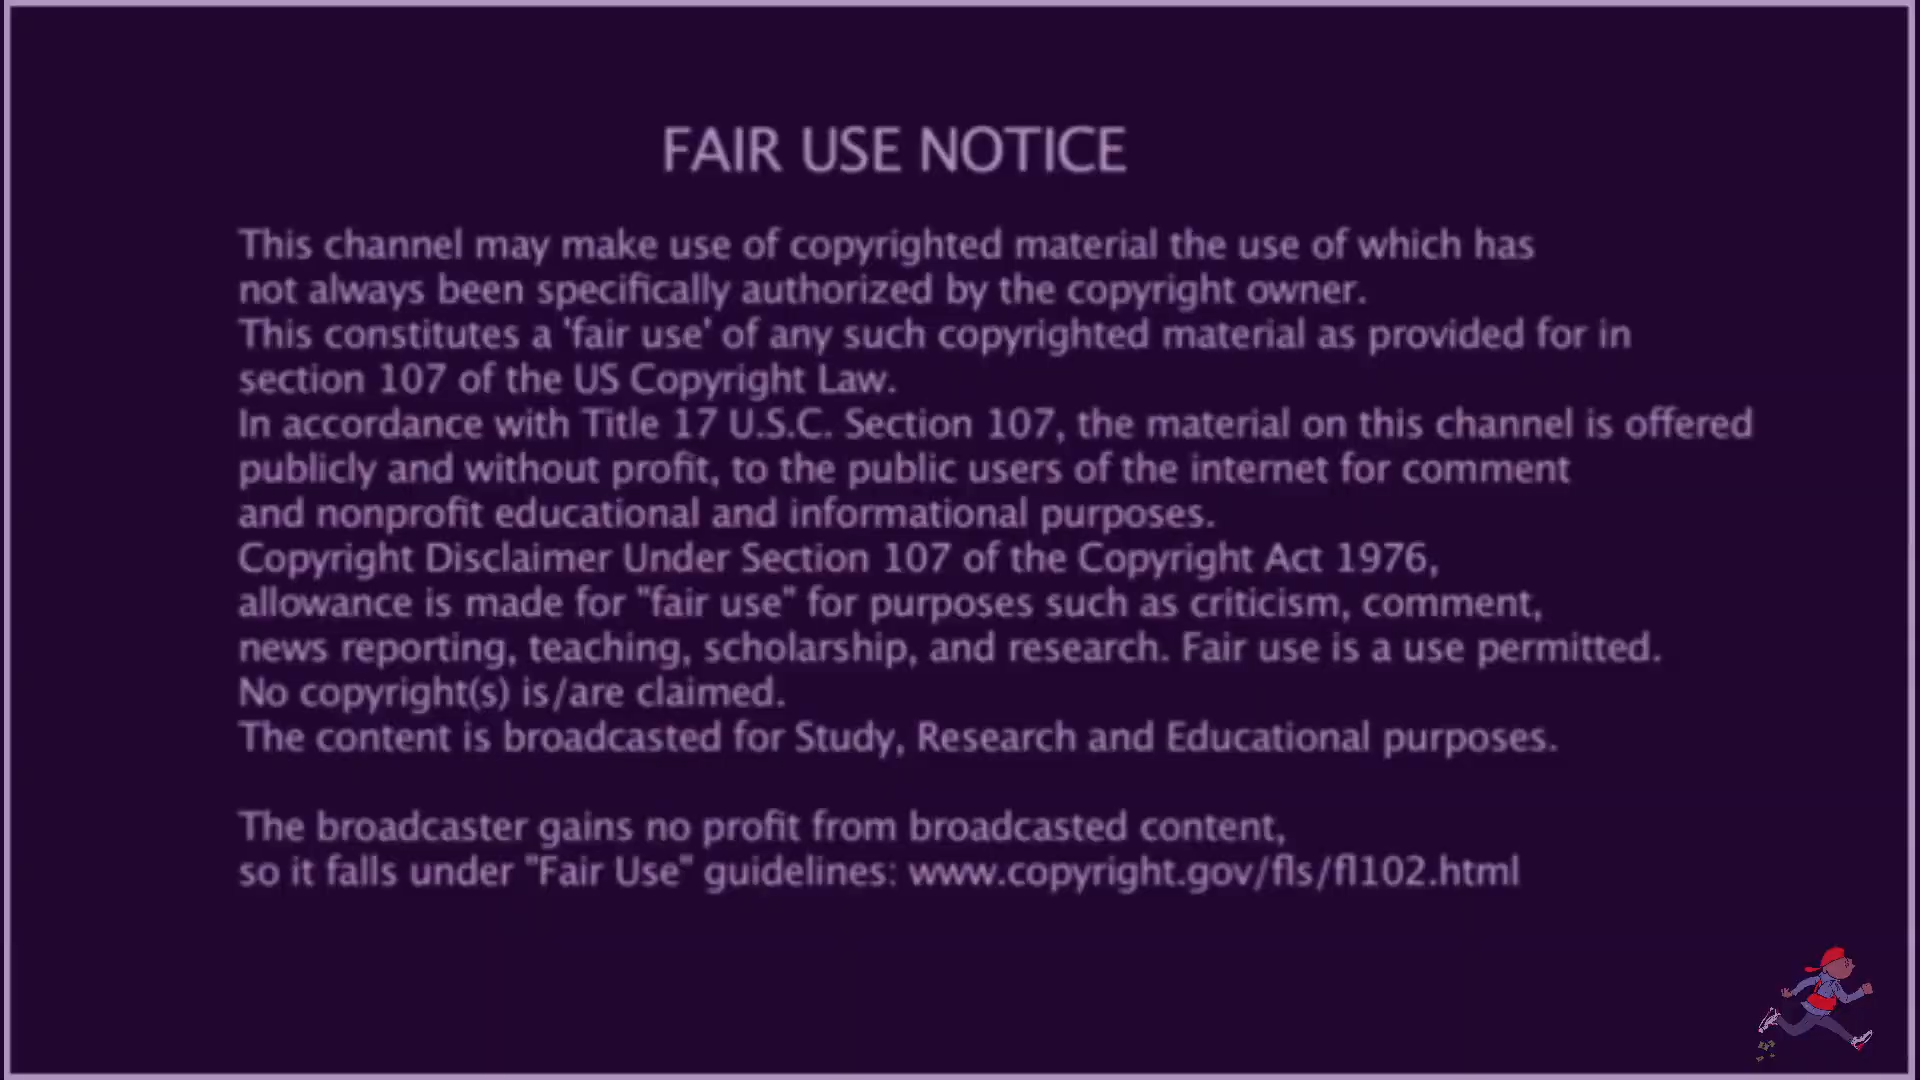 FAIR USE NOTICE
This channel may make use of copyrighted material the use of which has
not always been specifically authorized by the copyright owner.
This constitutes a 'fair use' of any such copyrighted material as provided for in
section 107 of the US Copyright Law.
In accordance with Title 17 U.S.C. Section 107, the material on this channel is offered
publicly and without profit, to the public users of the internet for comment
and nonprofit educational and informational purposes.
Copyright Disclaimer Under Section 107 of the Copyright Act 1976,
allowance is made for "fair use" for purposes such as criticism, comment,
news reporting, teaching, scholarship, and research. Fair use is a use permitted.
No copyright(s) is/are claimed.
The content is broadcasted for Study, Research and Educational purposes.
The broadcaster gains no profit from broadcasted content,
so it falls under "Fair Use" guidelines: www.copyright.gov/fls/fl102.html